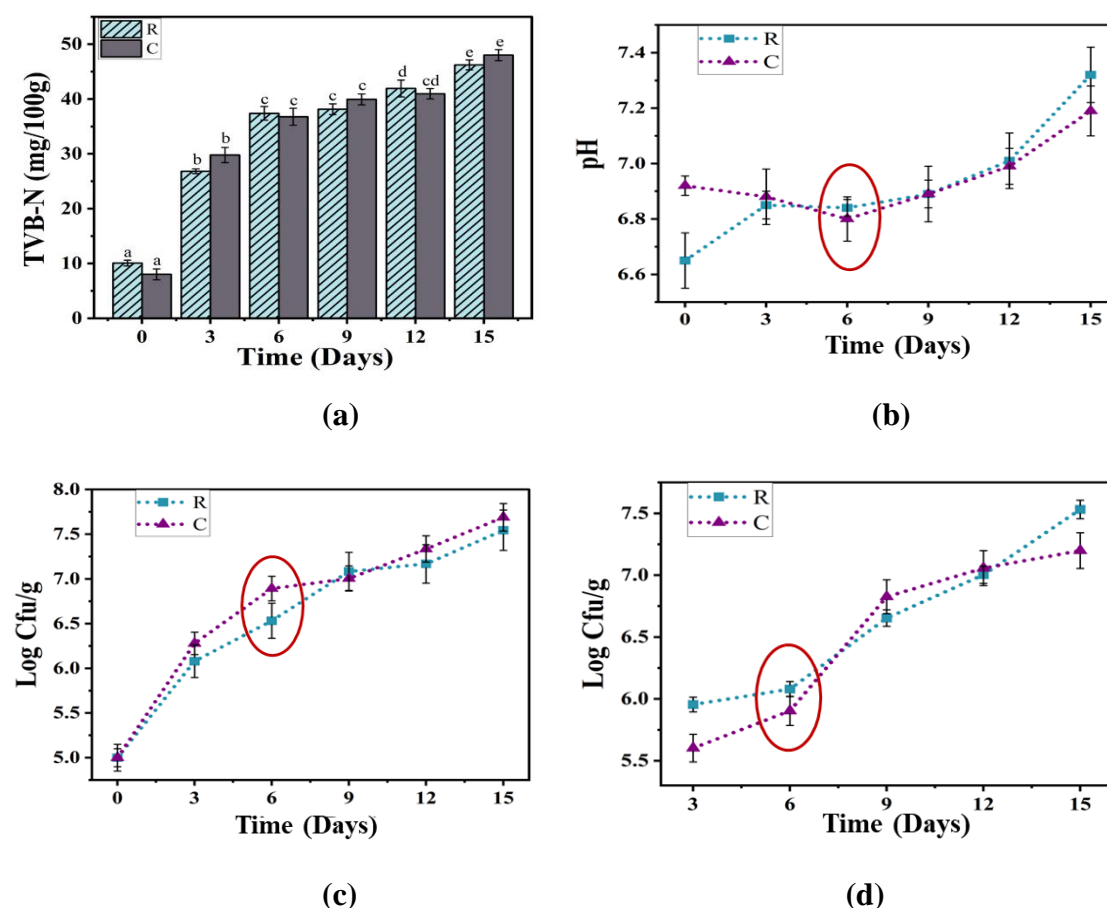 R
C
TVB-N (mg/100g)
50
40
30
20
10
0
a
a
b
b
c
c
c
c
d
cd
e
e
0 3 6 9 12 15
Time (Days)
(a)
R
C
pH
7.4
7.2
7.0
6.8
6.6
0 3 6 9 12 15
Time (Days)
(b)
R
C
Log Cfu/g
8.0
7.5
7.0
6.5
6.0
5.5
5.0
0 3 6 9 12 15
Time (Days)
(c)
R
C
Log Cfu/g
7.5
7.0
6.5
6.0
5.5
3 6 9 12 15
Time (Days)
(d)